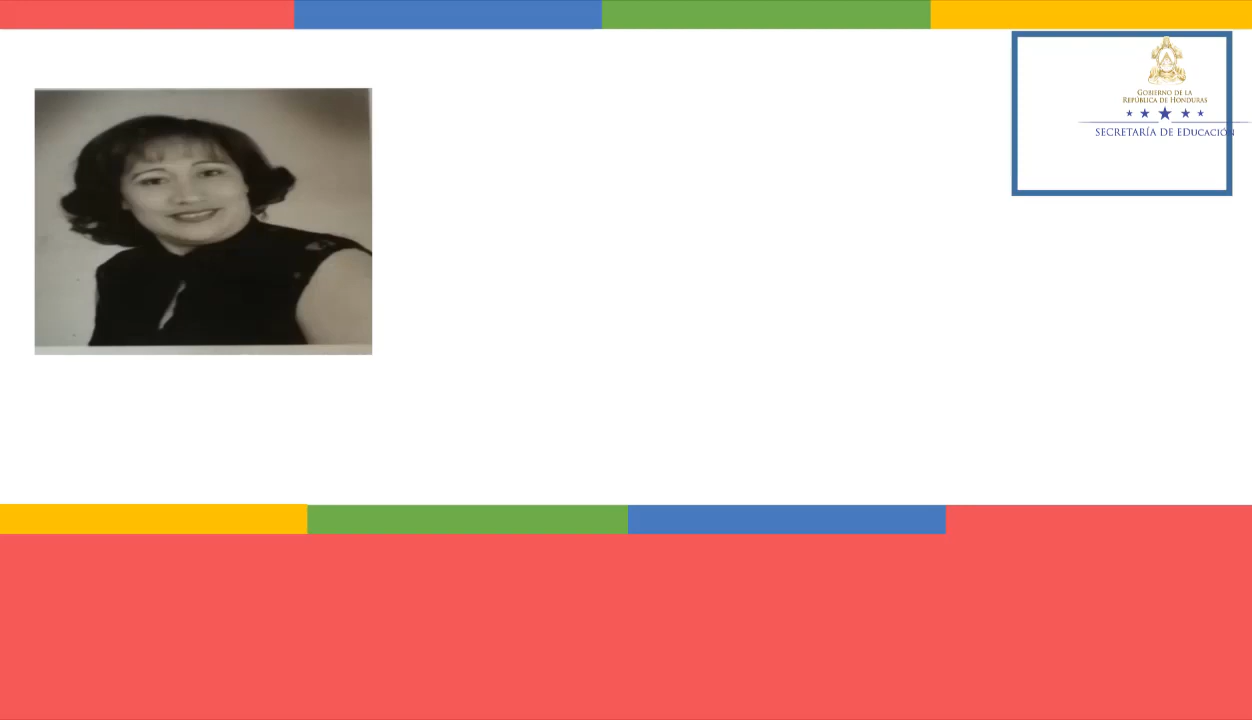 GOBIERNO DE LA
REPÚBLICA DE HONDURAS
SECRETARÍA DE EDUCACIÓN